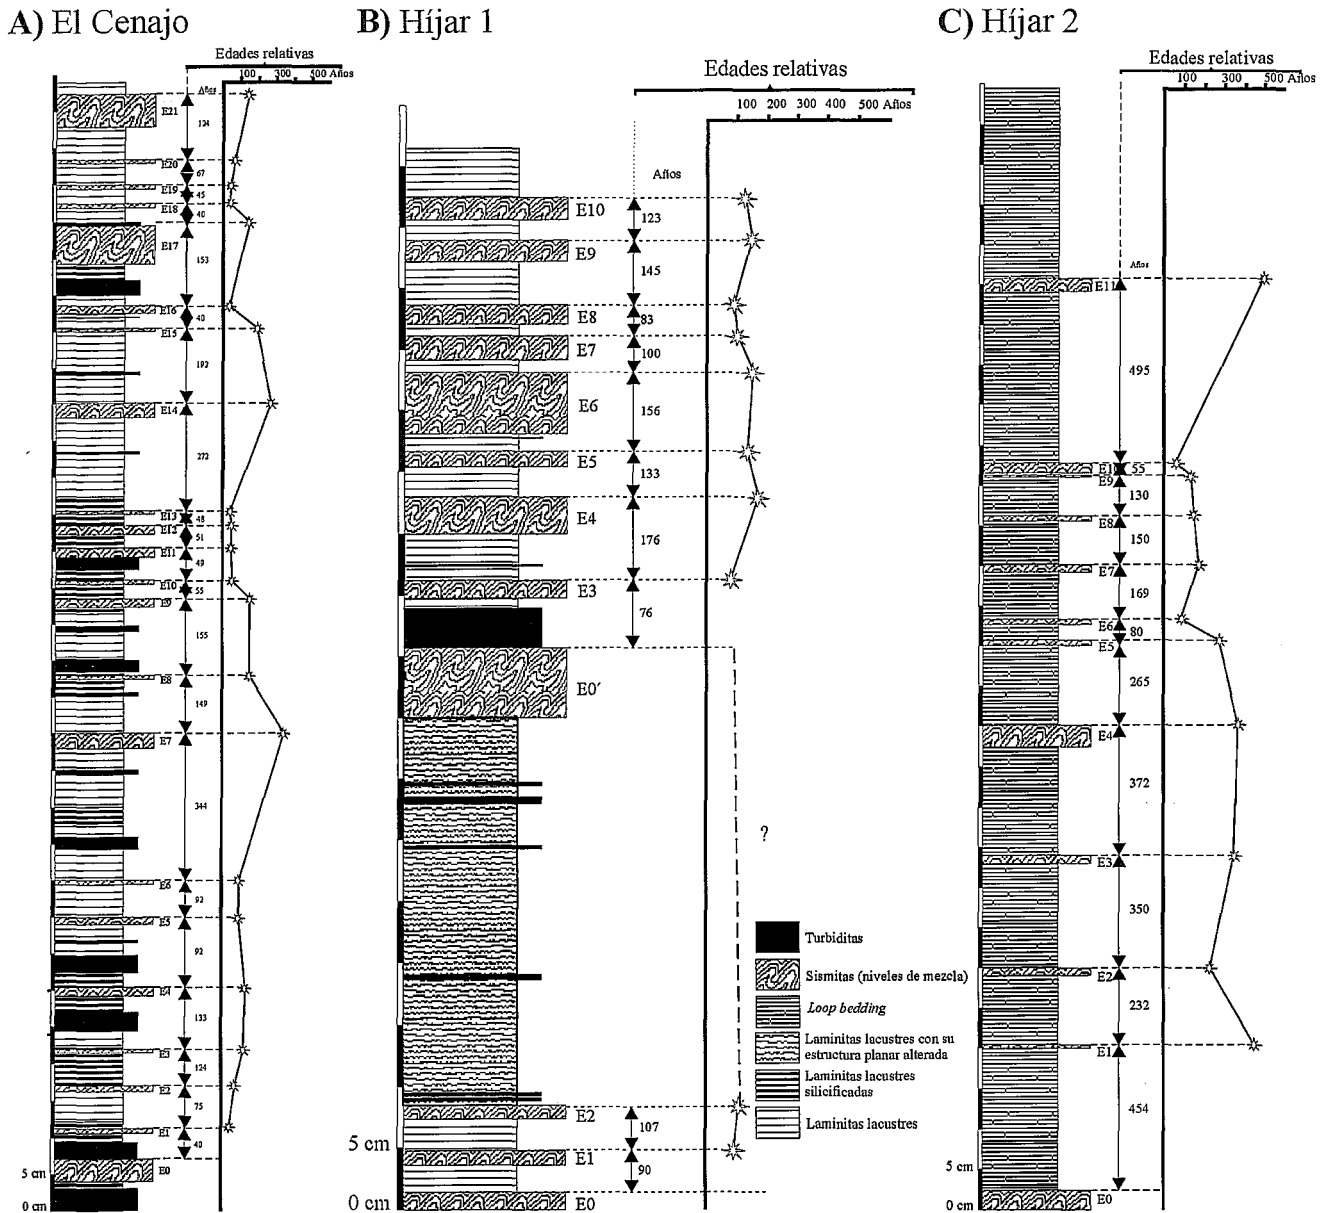 A) El Cenajo
Edades relativas
100 200 300 500 Años
Años
E21
134
E20
67
E19
45
E18
40
E17
153
E16
40
E15
192
E14
272
E13
48
E12
51
E11
49
E10
55
E9
155
E8
149
E7
344
E6
92
E5
92
E4
133
E3
124
E2
75
E1
40
5 cm
E0
0 cm
B) Híjar 1
Edades relativas
100 200 300 400 500 Años
Años
E10
123
E9
145
E8
83
E7
100
E6
156
E5
133
E4
176
E3
76
E0´
?
E2
107
5 cm
E1
90
0 cm
E0
Turbiditas
Sismitas (niveles de mezcla)
Loop bedding
Laminitas lacustres con su
estructura planar alterada
Laminitas lacustres
silicificadas
Laminitas lacustres
C) Híjar 2
Edades relativas
100 200 300 500 Años
Años
E11
495
E1
55
E9
130
E8
150
E7
169
E6
80
E5
265
E4
372
E3
350
E2
232
E1
454
5 cm
E0
0 cm